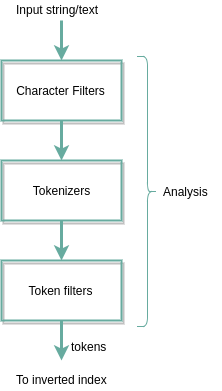 Input string/text
Character Filters
Tokenizers
Analysis
Token filters
tokens
To inverted index